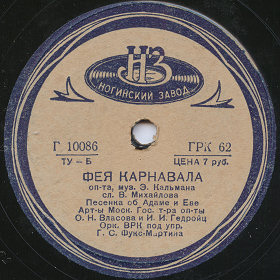 НЗ
НОГИНСКИЙ ЗАВОД
Г 10086
ГРК 62
ТУ – Б
ЦЕНА 7 руб.
ФЕЯ КАРНАВАЛА
оп-та, муз. Э. Кальмана
сл. В. Михайлова
Песенка об Адаме и Еве
Арт-ы Моск. Гос. т-ра оп-ты
О. Н. Власова и И. И. Гедройц
Орк. ВРК под упр.
Г. С. Фукс-Мартина